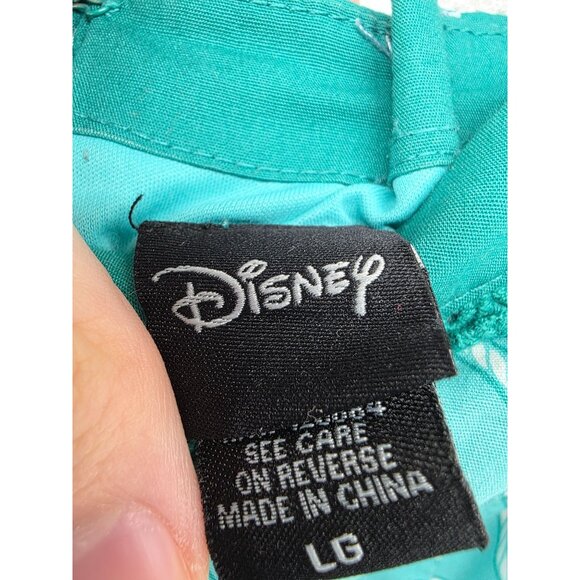 Disney
SEE CARE
ON REVERSE
MADE IN CHINA
LG